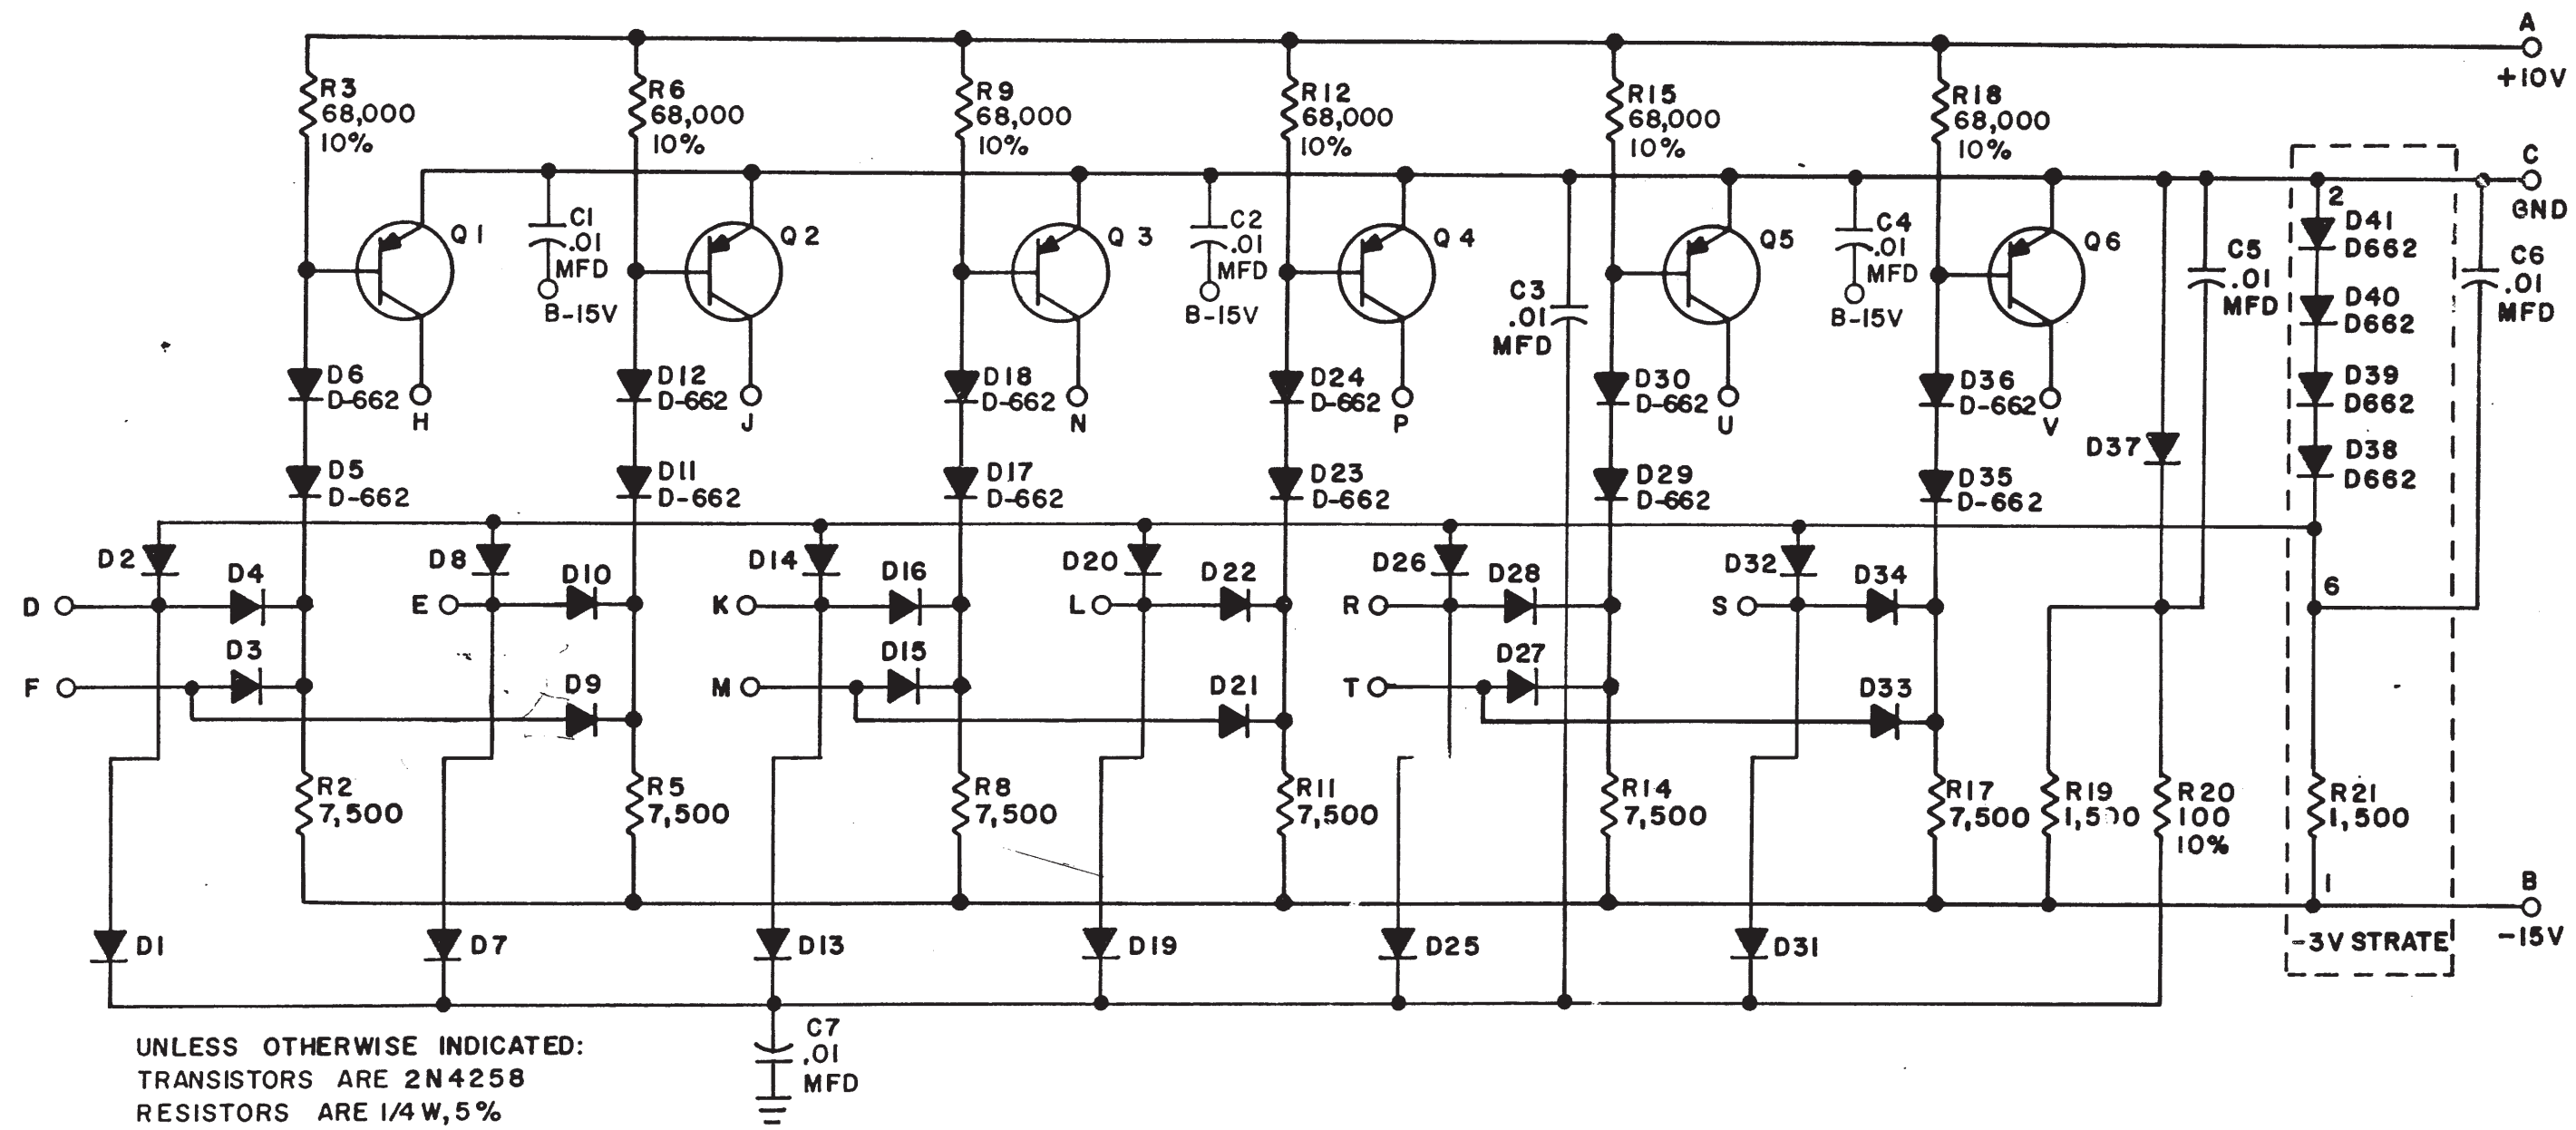 A
+10V
R3
68,000
10%
R6
68,000
10%
R9
68,000
10%
R12
68,000
10%
R15
68,000
10%
R18
68,000
10%
C
GND
2
Q1
C1
.01
MFD
B-15V
Q2
Q3
C2
.01
MFD
B-15V
Q4
C3
.01
MFD
Q5
C4
.01
MFD
B-15V
Q6
C5
.01
MFD
D41
D662
D40
D662
D39
D662
D38
D662
C6
.01
MFD
D6
D-662
H
D12
D-662
J
D18
D-662
N
D24
D-662
P
D30
D-662
U
D36
D-662
V
D37
D5
D-662
D11
D-662
D17
D-662
D23
D-662
D29
D-662
D35
D-662
D2
D4
D8
D10
D14
D16
D20
D22
D26
D28
D32
D34
6
D
E
K
L
R
S
D3
D9
D15
D21
D27
D33
F
M
T
R2
7,500
R5
7,500
R8
7,500
R11
7,500
R14
7,500
R17
7,500
R19
1,500
R20
100
10%
R21
1,500
1
B
-15V
-3V STRATE
D1
D7
D13
D19
D25
D31
C7
.01
MFD
UNLESS OTHERWISE INDICATED:
TRANSISTORS ARE 2N4258
RESISTORS ARE 1/4W, 5%